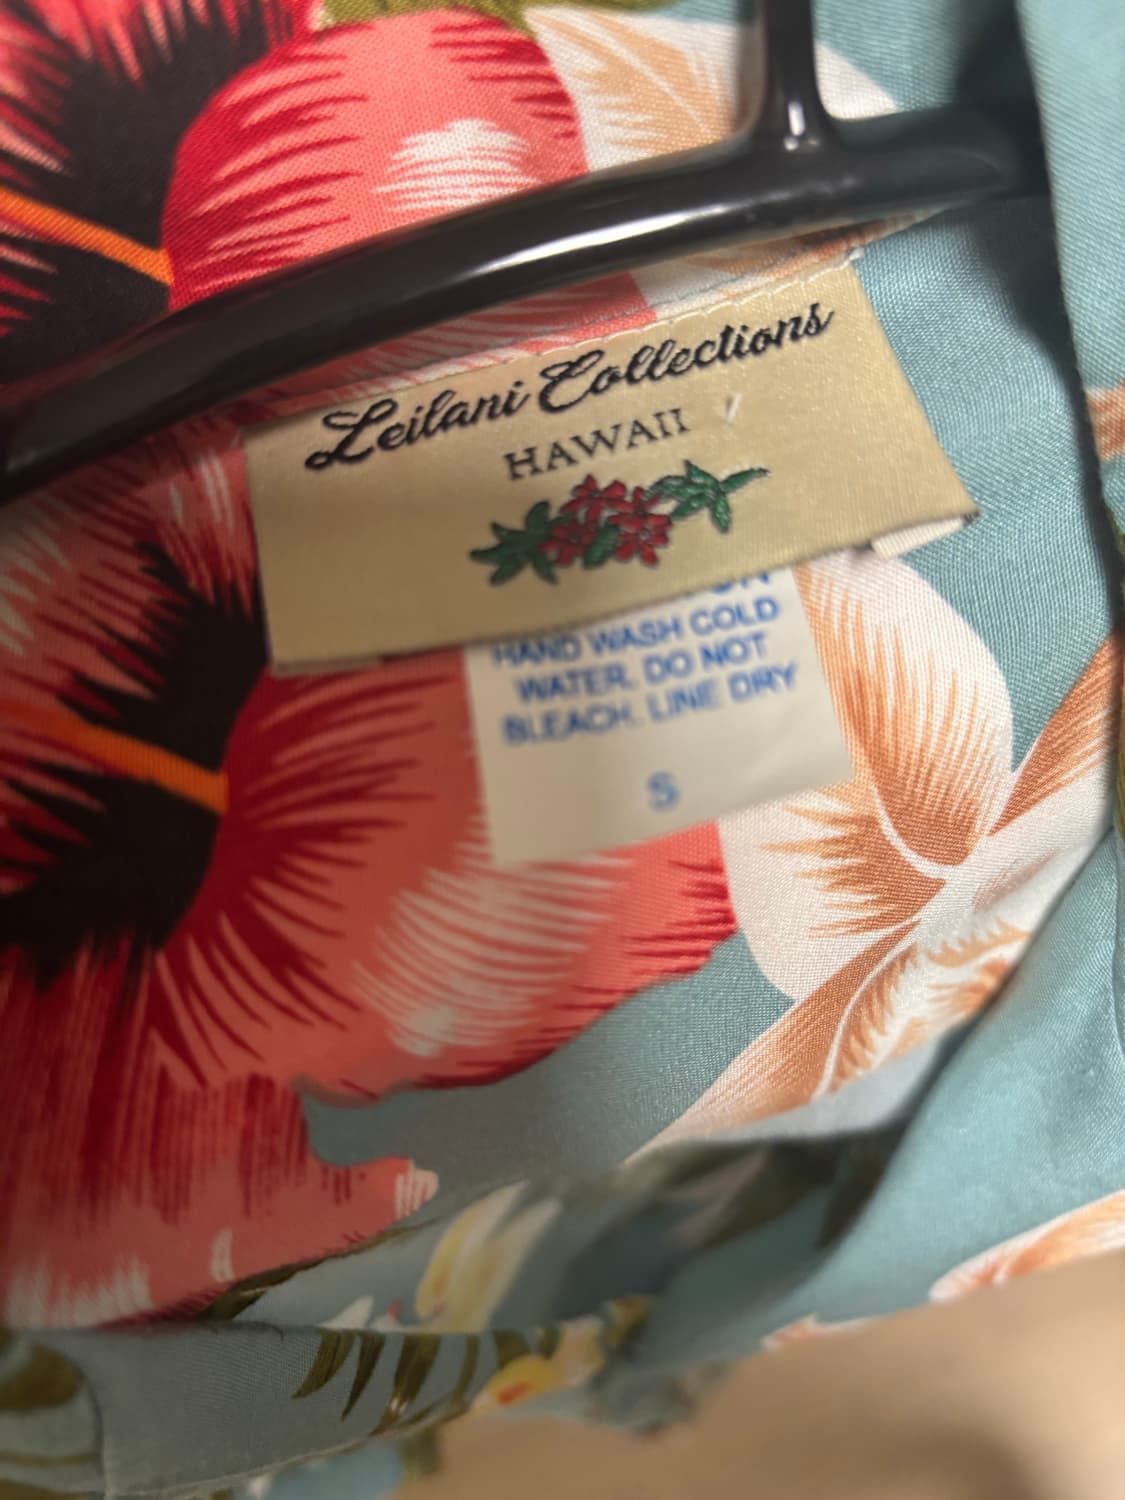 Leilani Collections
HAWAII
HAND WASH COLD
WATER. DO NOT
BLEACH. LINE DRY
S